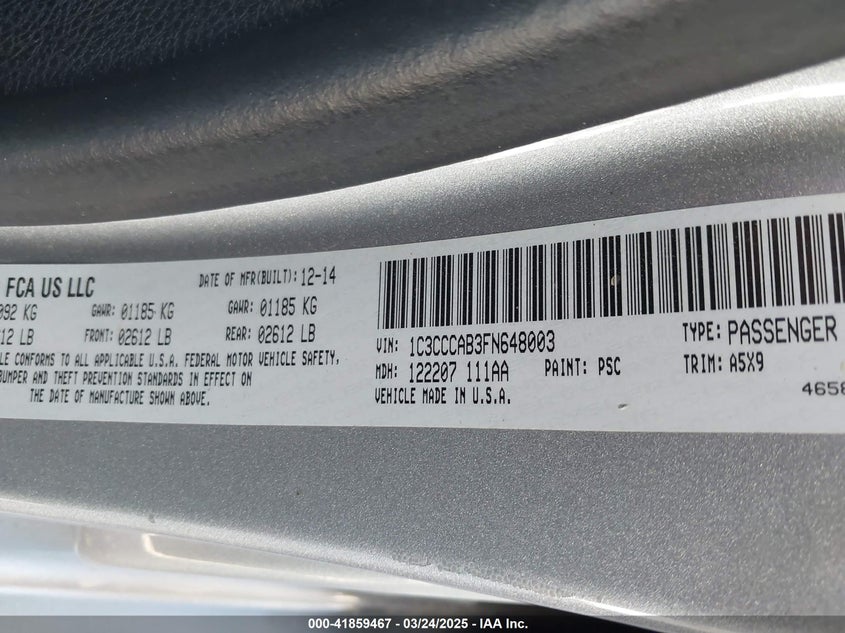 FCA US LLC DATE OF MFR(BUILT): 12-14
092 KG GAWR: 01185 KG GAWR: 01185 KG
12 LB FRONT: 02612 LB REAR: 02612 LB
LE CONFORMS TO ALL APPLICABLE U.S.A. FEDERAL MOTOR VEHICLE SAFETY,
BUMPER AND THEFT PREVENTION STANDARDS IN EFFECT ON
THE DATE OF MANUFACTURE SHOWN ABOVE.
VIN: 1C3CCCAB3FN648003 TYPE: PASSENGER
MDH: 122207 111AA PAINT: PSC TRIM: A5X9
VEHICLE MADE IN U.S.A. 4658
000-41859467 - 03/24/2025 - IAA Inc.